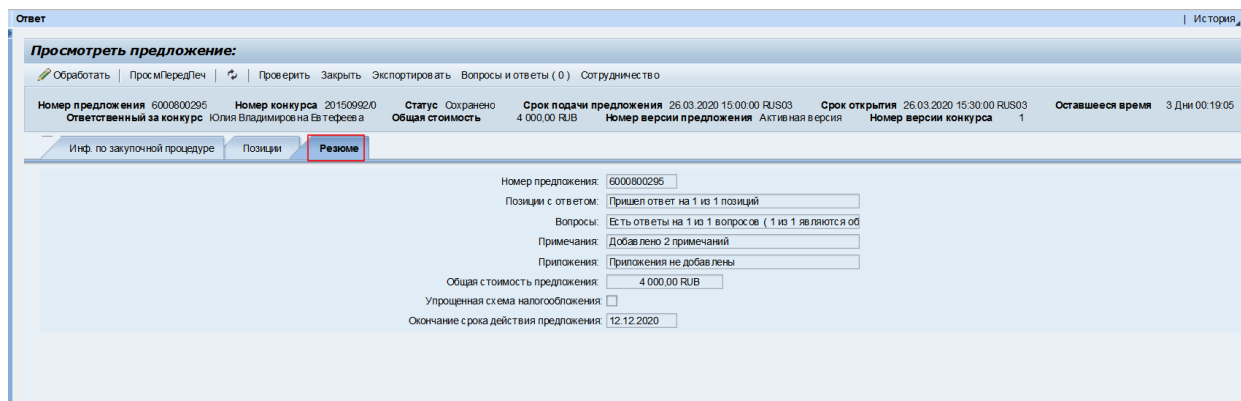 Ответ | История
Просмотреть предложение:
Обработать | ПросмПередПеч | | Проверить Закрыть Экспортировать Вопросы и ответы ( 0 ) Сотрудничество
Номер предложения 6000800295 Номер конкурса 20150992/0 Статус Сохранено Срок подачи предложения 26.03.2020 15:00:00 RUS03 Срок открытия 26.03.2020 15:30:00 RUS03 Оставшееся время 3 Дни 00:19:05
Ответственный за конкурс Юлия Владимировна Евтефеева Общая стоимость 4 000,00 RUB Номер версии предложения Активная версия Номер версии конкурса 1
Инф. по закупочной процедуре Позиции Резюме
Номер предложения: 6000800295
Позиции с ответом: Пришел ответ на 1 из 1 позиций
Вопросы: Есть ответы на 1 из 1 вопросов ( 1 из 1 являются об
Примечания: Добавлено 2 примечаний
Приложения: Приложения не добавлены
Общая стоимость предложения: 4 000,00 RUB
Упрощенная схема налогообложения:
Окончание срока действия предложения: 12.12.2020